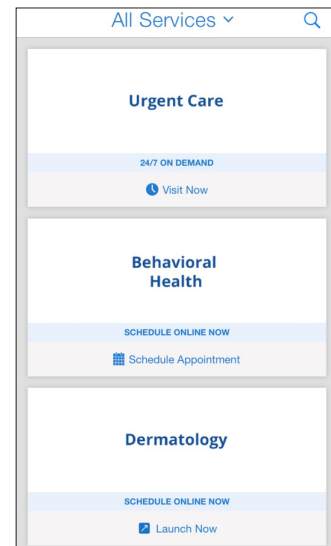 All Services
Urgent Care
24/7 ON DEMAND
Visit Now
Behavioral
Health
SCHEDULE ONLINE NOW
Schedule Appointment
Dermatology
SCHEDULE ONLINE NOW
Launch Now